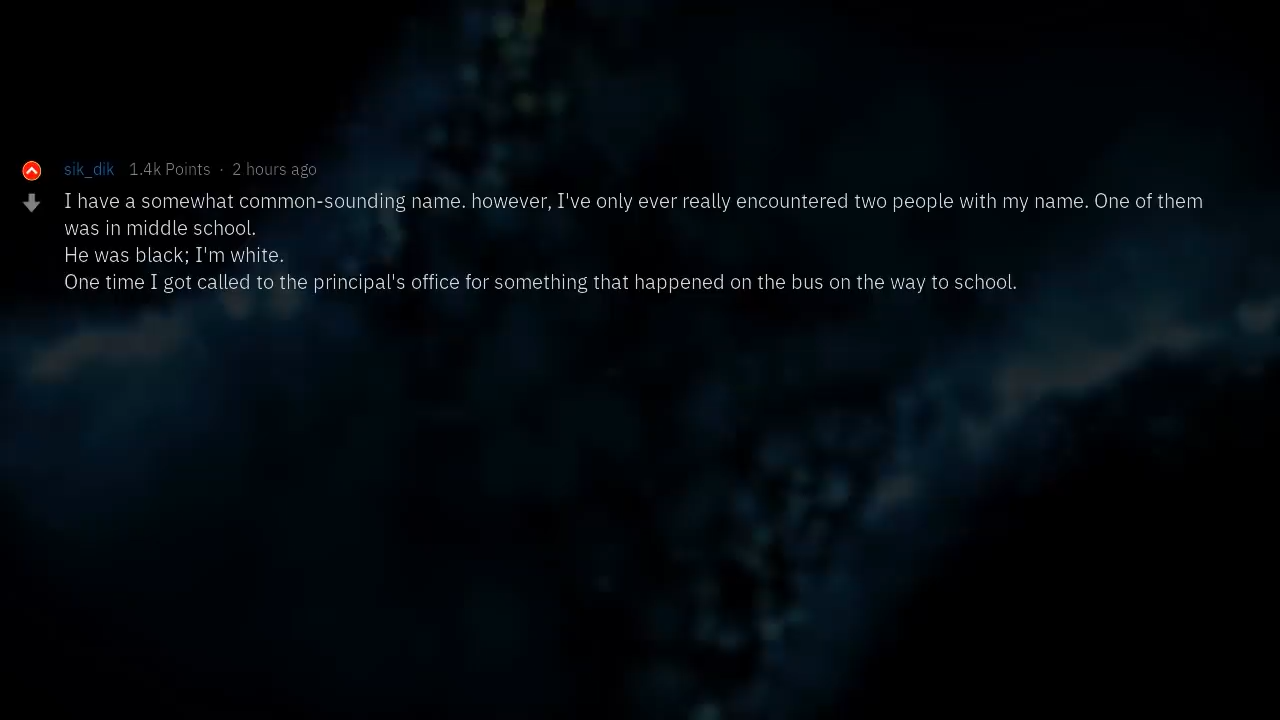 sik_dik 1.4k Points · 2 hours ago
I have a somewhat common-sounding name. however, I've only ever really encountered two people with my name. One of them
was in middle school.
He was black; I'm white.
One time I got called to the principal's office for something that happened on the bus on the way to school.